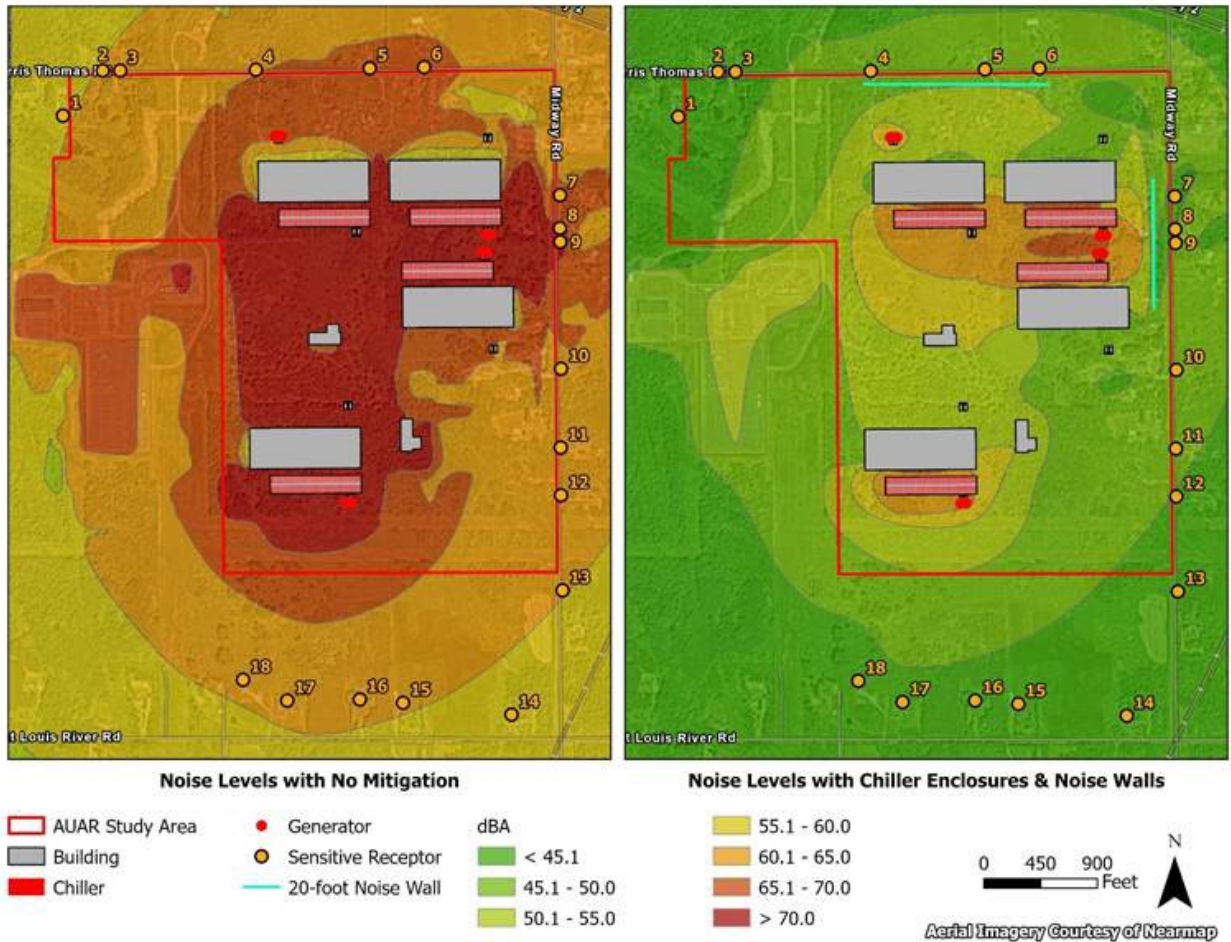 2 3 4 5 6
rris Thomas
1
Midway Rd
7
8
9
10
11
12
13
18
17 16 15
14
t Louis River Rd
2
2 3 4 5 6
rris Thomas
1
Midway Rd
7
8
9
10
11
12
13
18
17 16 15
14
t Louis River Rd
Noise Levels with No Mitigation
Noise Levels with Chiller Enclosures & Noise Walls
AUAR Study Area
Building
Chiller
Generator
Sensitive Receptor
20-foot Noise Wall
dBA
< 45.1
45.1 - 50.0
50.1 - 55.0
55.1 - 60.0
60.1 - 65.0
65.1 - 70.0
> 70.0
0 450 900
Feet
N
Aerial Imagery Courtesy of Nearmap